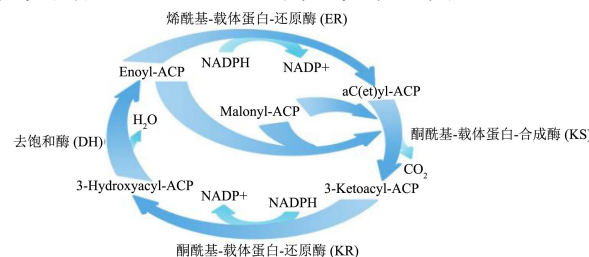 烯酰基-载体蛋白-还原酶 (ER)
NADPH
NADP+
Enoyl-ACP
aC(et)yl-ACP
Malonyl-ACP
H₂O
去饱和酶 (DH)
酮酰基-载体蛋白-合成酶 (KS)
CO₂
3-Hydroxyacyl-ACP
NADP+
NADPH
3-Ketoacyl-ACP
酮酰基-载体蛋白-还原酶 (KR)